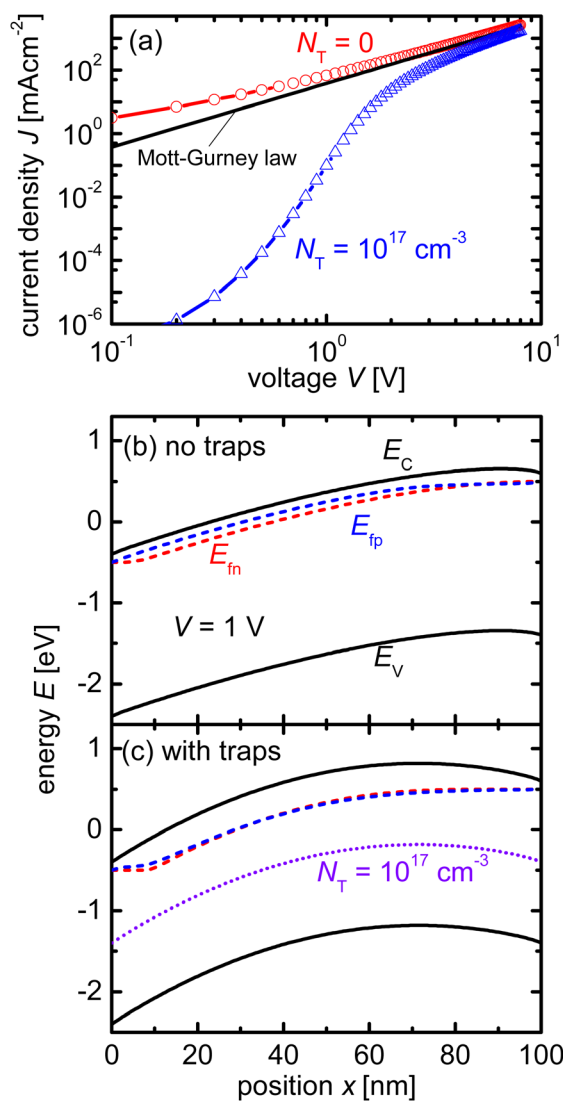 (a)
N_T = 0
Mott-Gurney law
N_T = 10^17 cm^-3
current density J [mAcm^-2]
10^2
10^0
10^-2
10^-4
10^-6
10^-1
10^0
10^1
voltage V [V]
(b) no traps
E_C
E_fp
E_fn
V = 1 V
E_V
1
0
-1
-2
energy E [eV]
(c) with traps
N_T = 10^17 cm^-3
1
0
-1
-2
0
20
40
60
80
100
position x [nm]